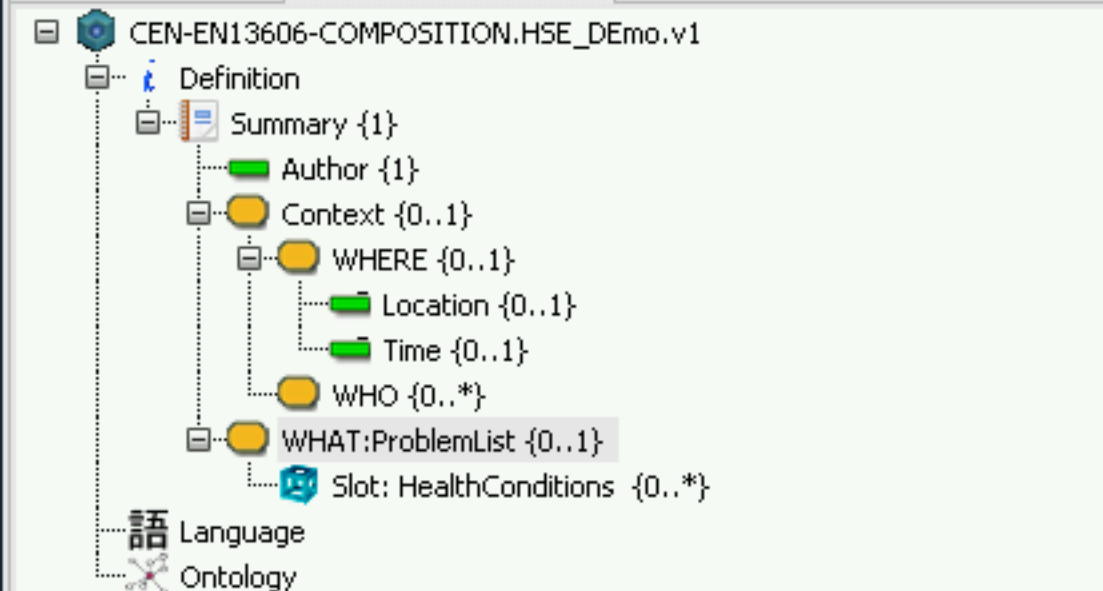 CEN-EN13606-COMPOSITION.HSE_DEmo.v1
Definition
Summary {1}
Author {1}
Context {0..1}
WHERE {0..1}
Location {0..1}
Time {0..1}
WHO {0..*}
WHAT:ProblemList {0..1}
Slot: HealthConditions {0..*}
語 Language
Ontology